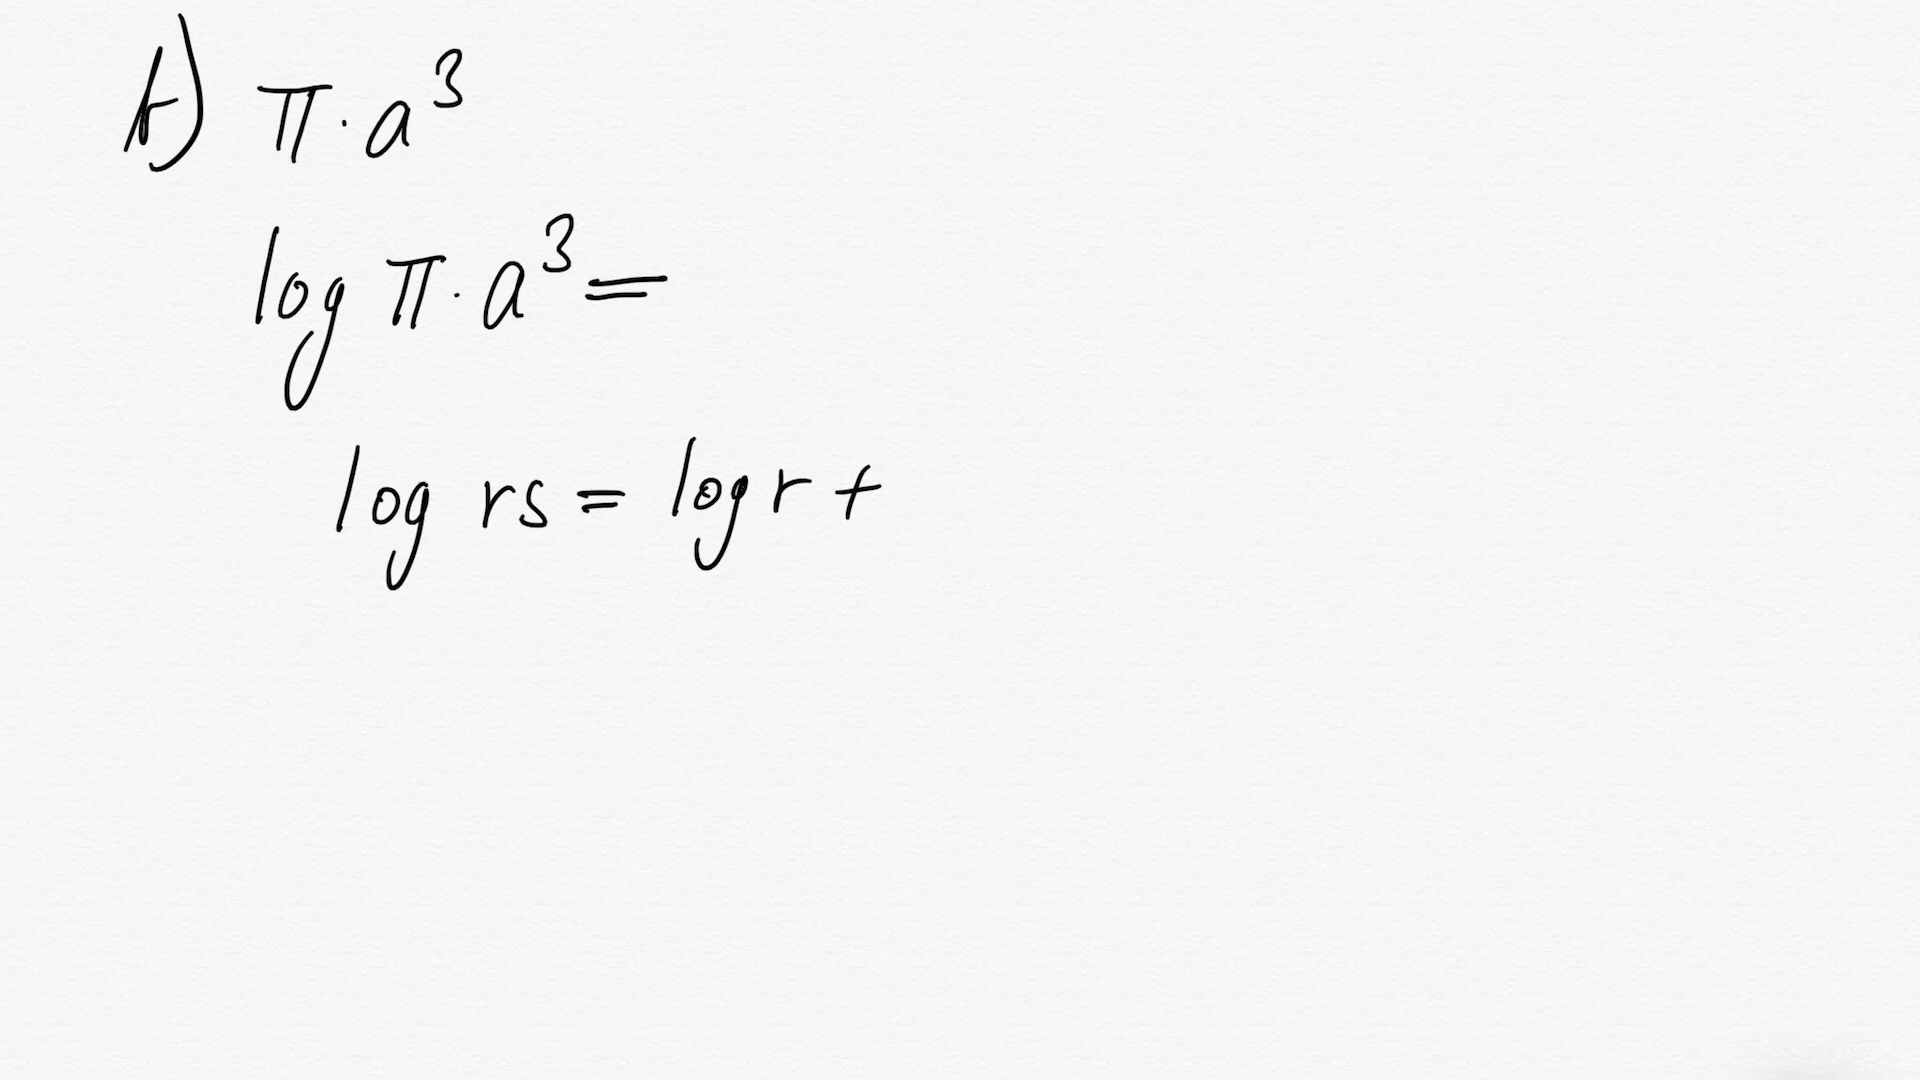 A) π · a³
log π · a³ =
log rs = log r +